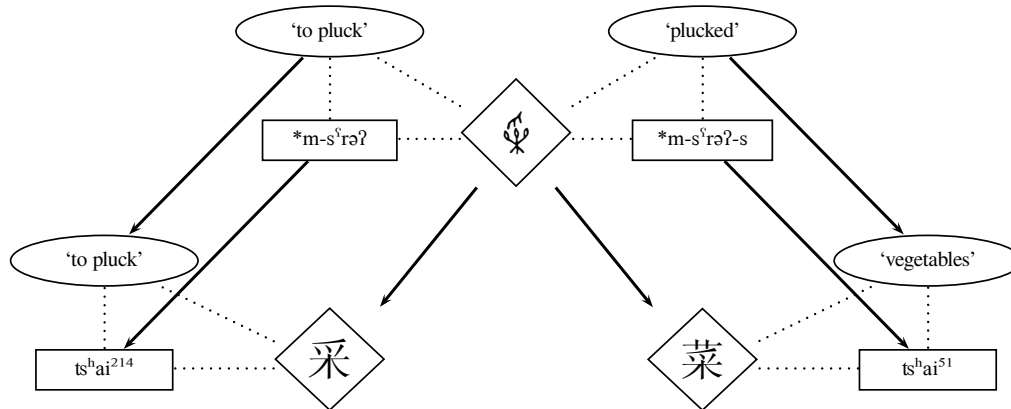 ‘to pluck’
‘plucked’
*m-sˤrəʔ
*m-sˤrəʔ-s
‘to pluck’
‘vegetables’
tsʰai²¹⁴
采
菜
tsʰai⁵¹